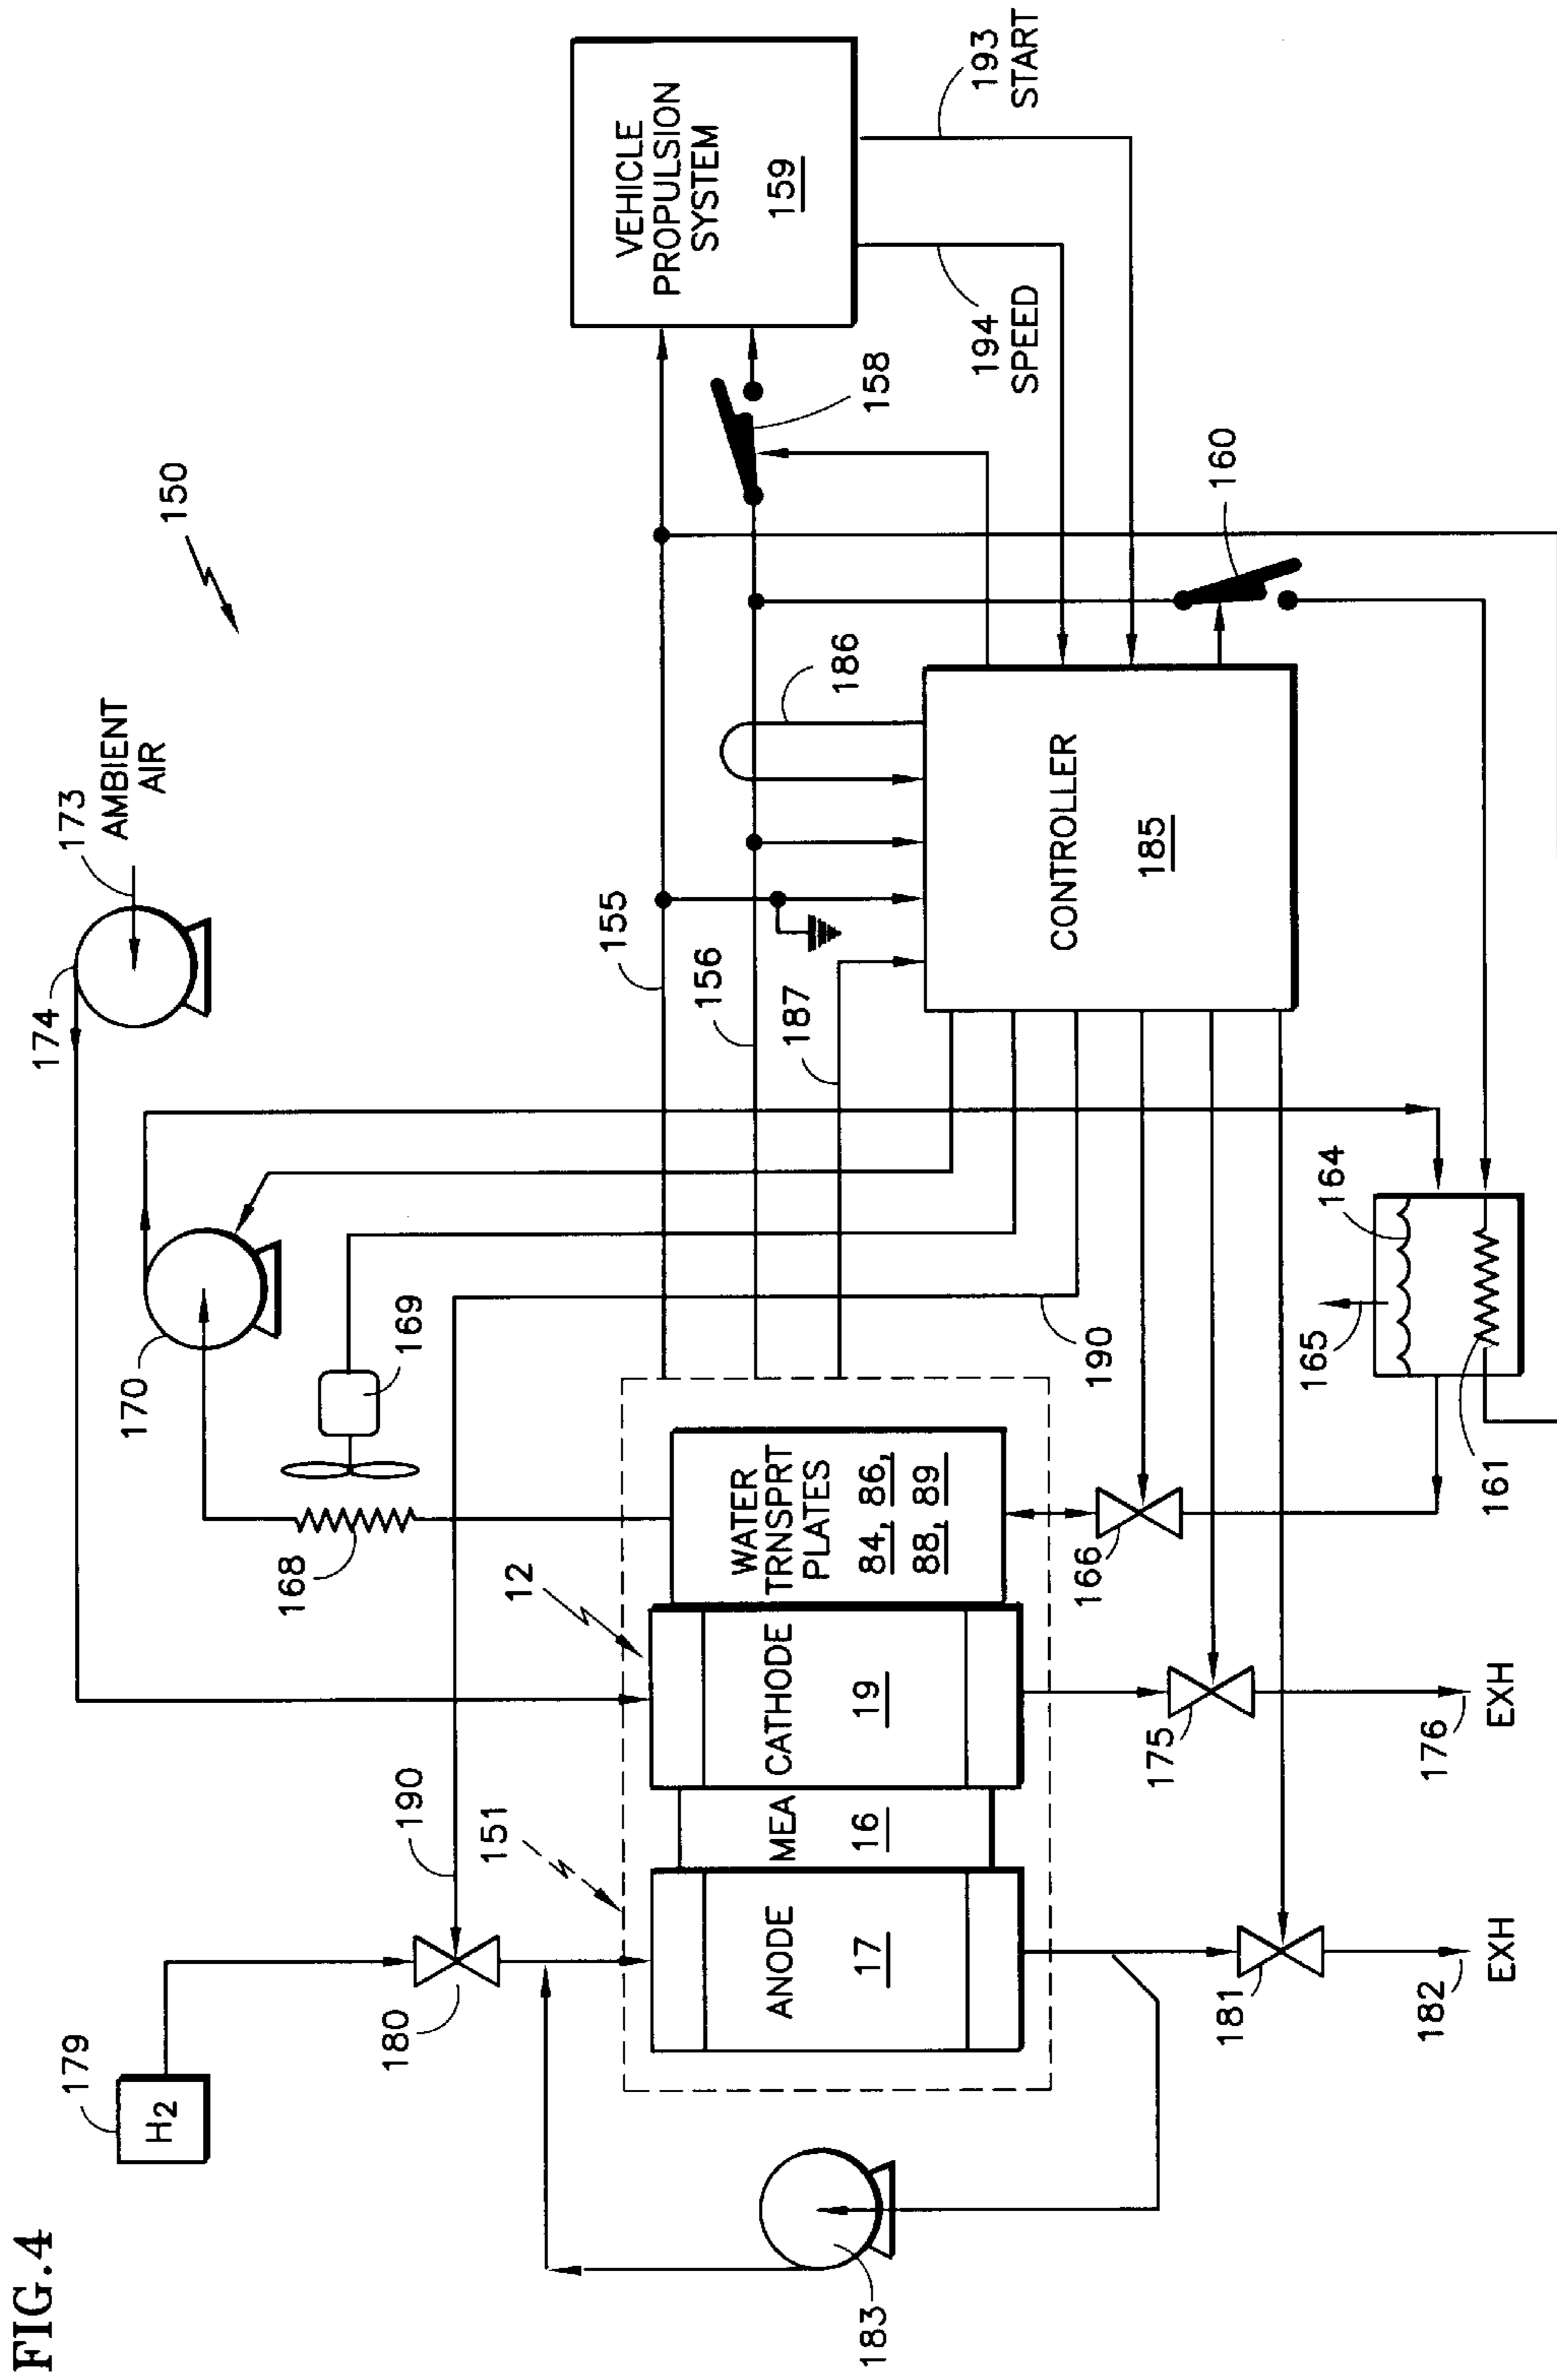 FIG.4
150
179
H2
174
173
AMBIENT
AIR
170
168
169
180
190
155
156
187
186
158
VEHICLE
PROPULSION
SYSTEM
159
193
START
194
SPEED
160
151
12
ANODE
17
MEA
16
CATHODE
19
WATER
TRNSPRT
PLATES
84, 86,
88, 89
CONTROLLER
185
183
190
166
164
165
161
175
176
EXH
181
182
EXH